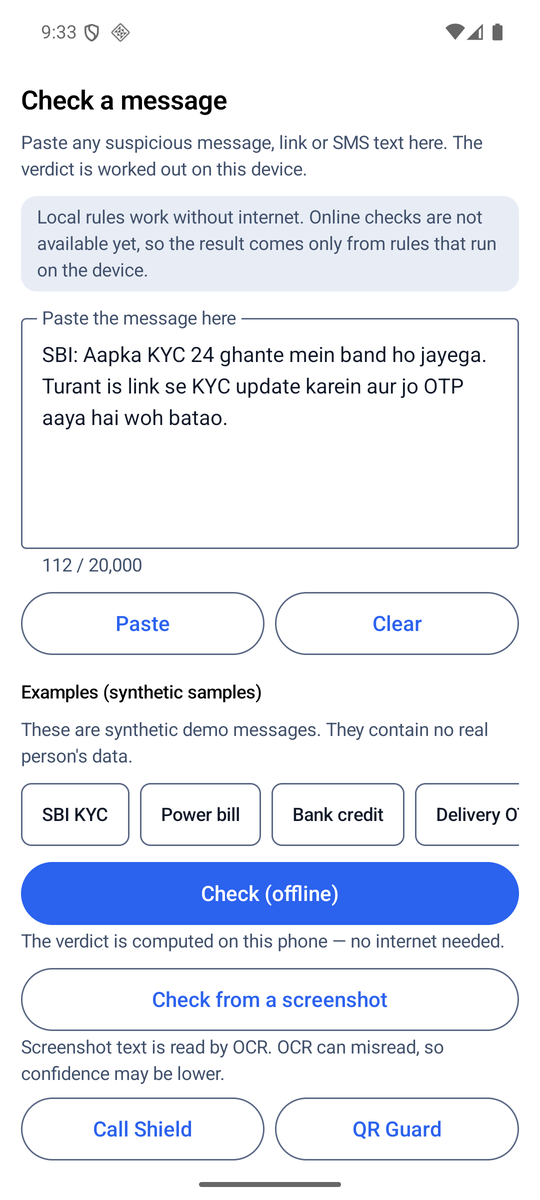 9:33
Check a message
Paste any suspicious message, link or SMS text here. The
verdict is worked out on this device.
Local rules work without internet. Online checks are not
available yet, so the result comes only from rules that run
on the device.
Paste the message here
SBI: Aapka KYC 24 ghante mein band ho jayega.
Turant is link se KYC update karein aur jo OTP
aaya hai woh batao.
112 / 20,000
Paste Clear
Examples (synthetic samples)
These are synthetic demo messages. They contain no real
person's data.
SBI KYC Power bill Bank credit Delivery
Check (offline)
The verdict is computed on this phone — no internet needed.
Check from a screenshot
Screenshot text is read by OCR. OCR can misread, so
confidence may be lower.
Call Shield QR Guard